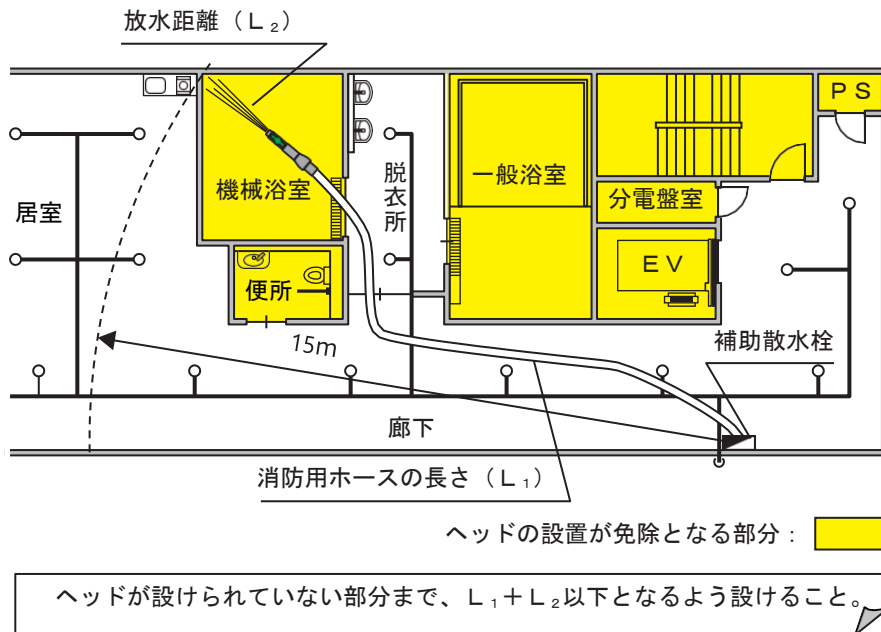 放水距離（Ｌ₂）
ＰＳ
機械浴室
脱衣所
一般浴室
分電盤室
居室
ＥＶ
便所
15m
補助散水栓
廊下
消防用ホースの長さ（Ｌ₁）
ヘッドの設置が免除となる部分：
ヘッドが設けられていない部分まで、Ｌ₁＋Ｌ₂以下となるよう設けること。